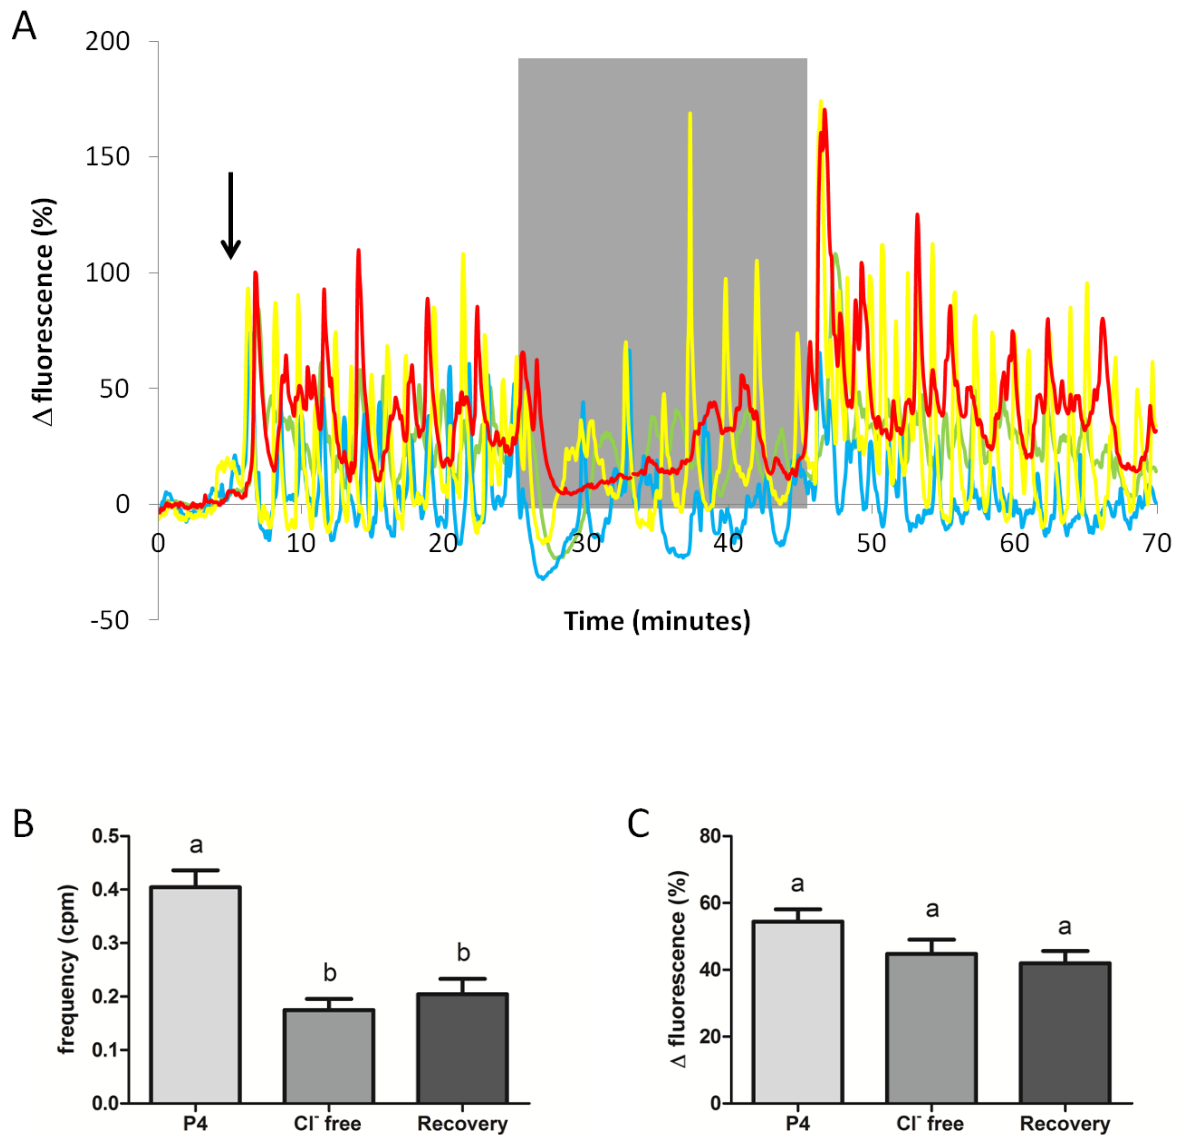 A
200
150
100
50
0
-50
Δ fluorescence (%)
0 10 20 30 40 50 60 70
Time (minutes)
B
0.5
0.4
0.3
0.2
0.1
0.0
frequency (cpm)
a
b
b
P4 Cl⁻ free Recovery
C
80
60
40
20
0
Δ fluorescence (%)
a
a
a
P4 Cl⁻ free Recovery